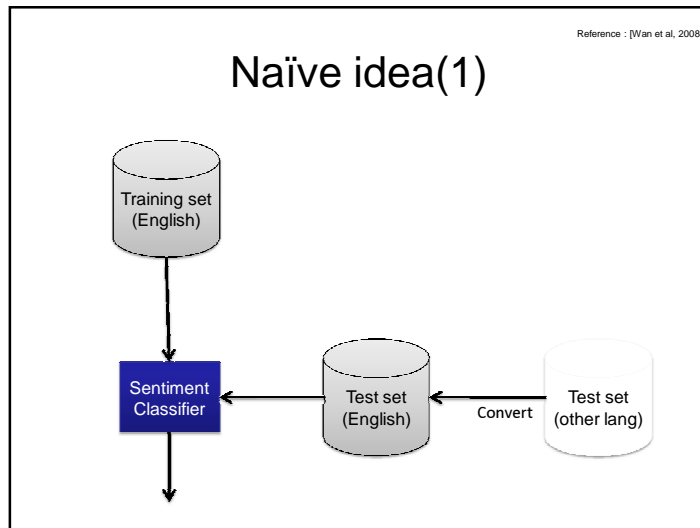 Reference : [Wan et al, 2008
Naïve idea(1)
Training set
(English)
Sentiment
Classifier
Test set
(English)
Convert
Test set
(other lang)